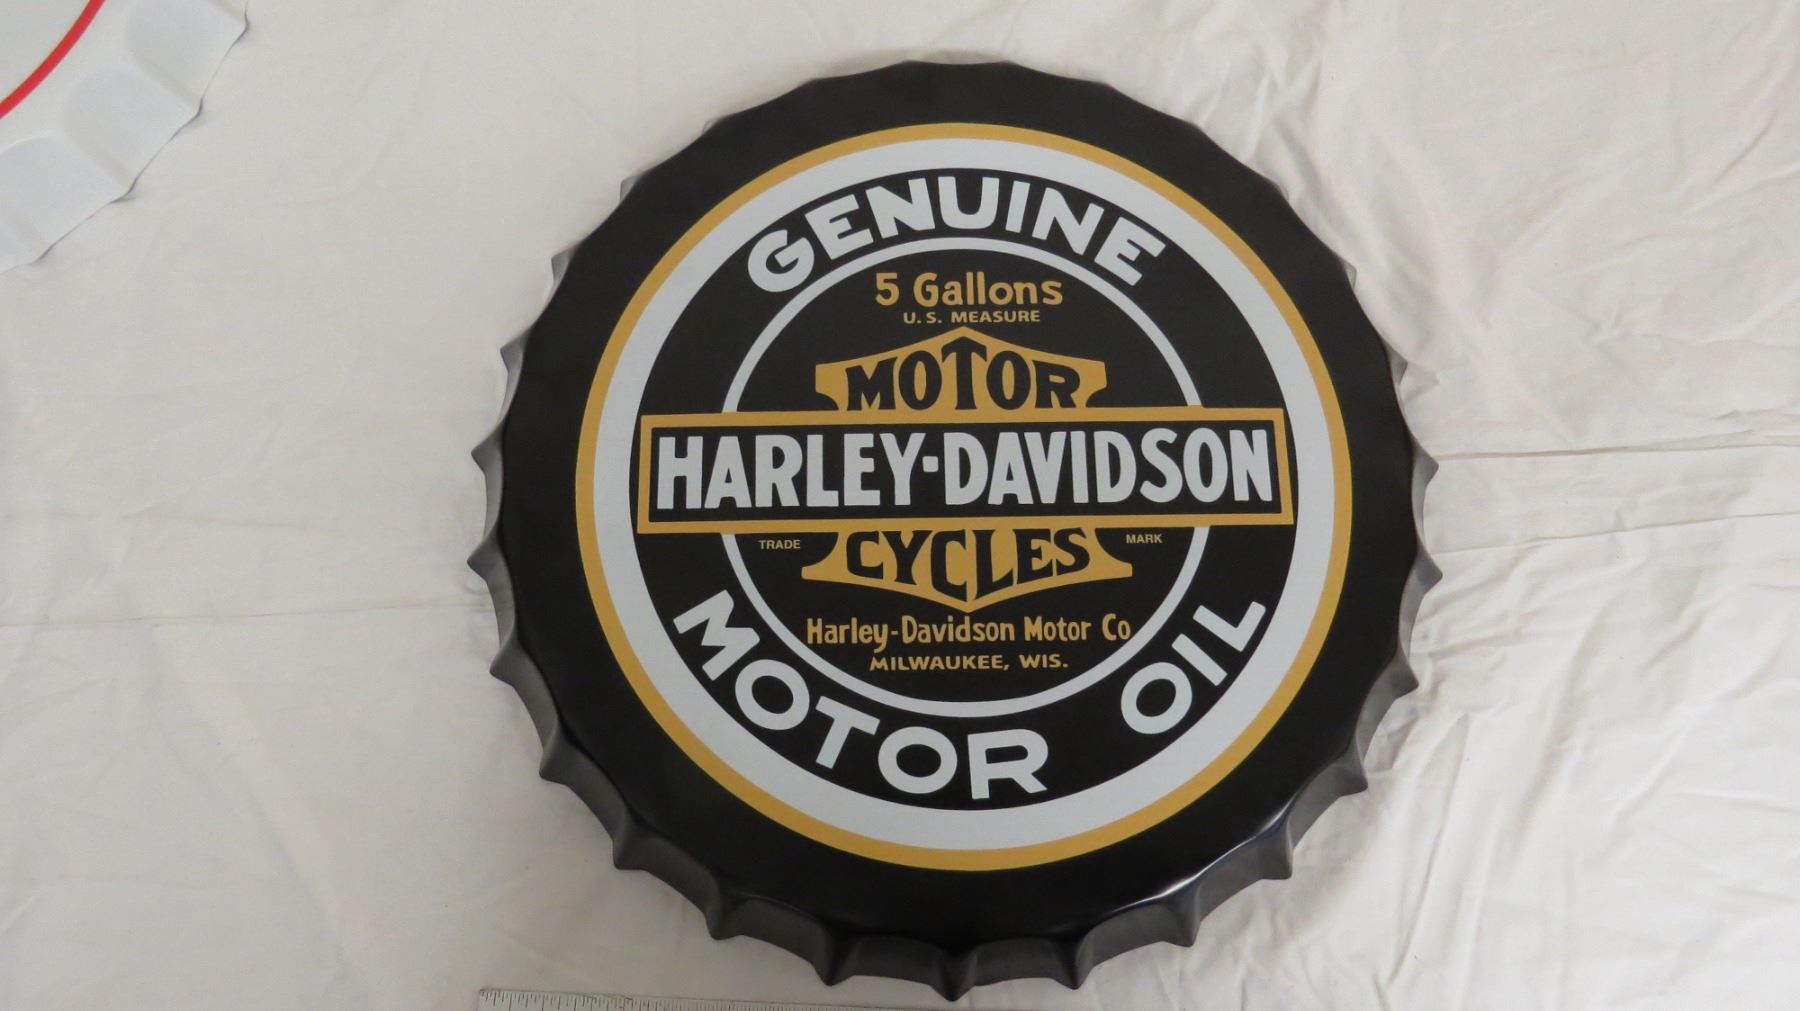 GENUINE
5 Gallons
U.S. MEASURE
MOTOR
HARLEY-DAVIDSON
TRADE CYCLES MARK
Harley-Davidson Motor Co
MILWAUKEE, WIS.
MOTOR OIL